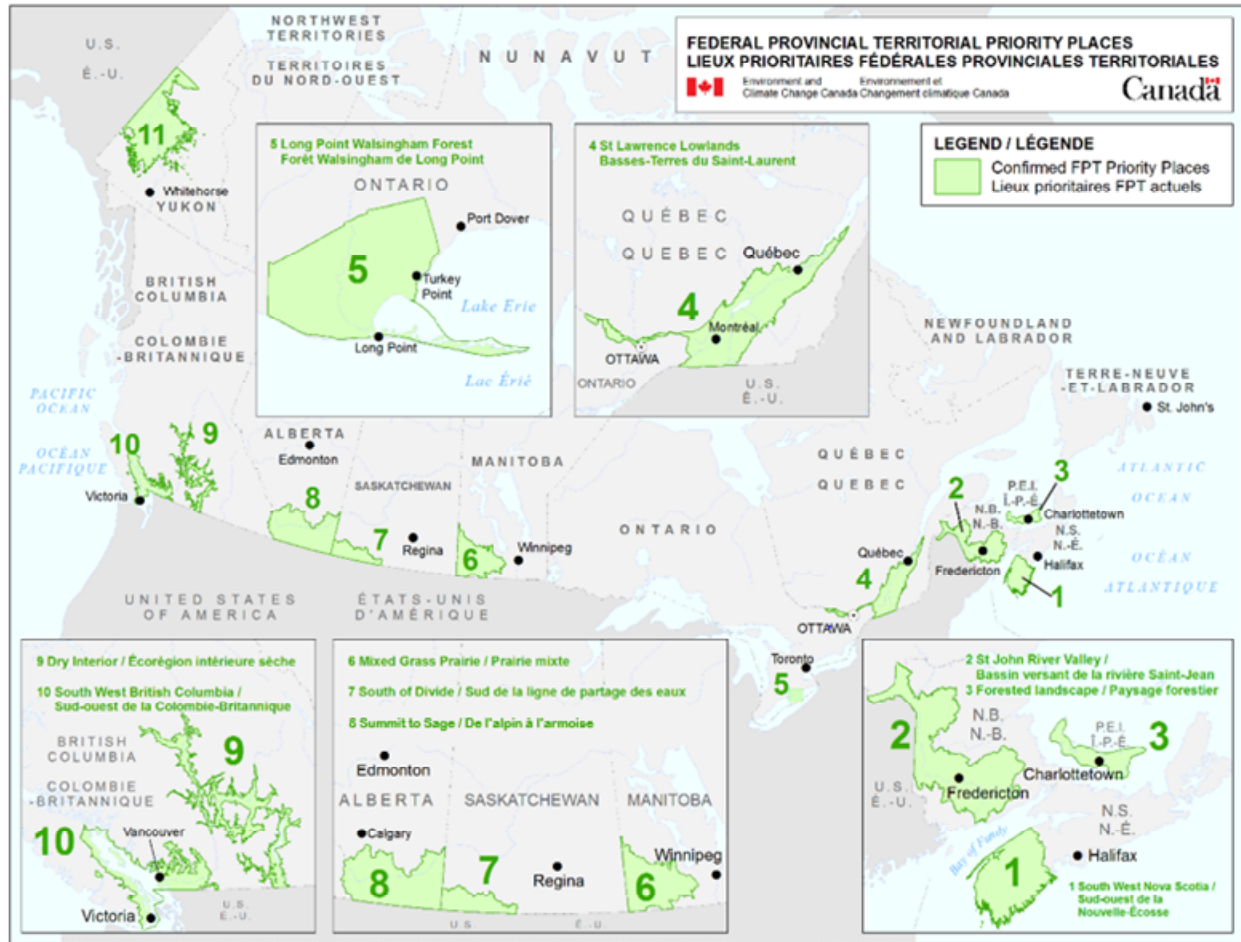 U.S.
É.-U.
NORTHWEST
TERRITORIES
TERRITOIRES
DU NORD-OUEST
NUNAVUT
FEDERAL PROVINCIAL TERRITORIAL PRIORITY PLACES
LIEUX PRIORITAIRES FÉDÉRALES PROVINCIALES TERRITORIALES
Environment and
Climate Change Canada
Environnement et
Changement climatique Canada
Canada
LEGEND / LÉGENDE
Confirmed FPT Priority Places
Lieux prioritaires FPT actuels
11
Whitehorse
YUKON
BRITISH
COLUMBIA
COLOMBIE
-BRITANNIQUE
PACIFIC
OCEAN
OCÉAN
PACIFIQUE
5 Long Point Walsingham Forest
Forêt Walsingham de Long Point
ONTARIO
Port Dover
5
Turkey
Point
Lake Erie
Long Point
Lac Érié
4 St Lawrence Lowlands
Basses-Terres du Saint-Laurent
QUÉBEC
QUEBEC
Québec
4
Montréal
OTTAWA
ONTARIO
U.S.
É.-U.
NEWFOUNDLAND
AND LABRADOR
TERRE-NEUVE
-ET-LABRADOR
St. John's
10
9
Victoria
ALBERTA
Edmonton
8
SASKATCHEWAN
7
Regina
MANITOBA
6
Winnipeg
ONTARIO
QUÉBEC
QUEBEC
Québec
4
OTTAWA
Toronto
5
2
N.B.
N.-B.
Fredericton
P.E.I.
Î.-P.-É.
3
Charlottetown
N.S.
N.-É.
Halifax
1
ATLANTIC
OCEAN
OCÉAN
ATLANTIQUE
UNITED STATES
OF AMERICA
ÉTATS-UNIS
D'AMÉRIQUE
9 Dry Interior / Écorégion intérieure sèche
10 South West British Columbia /
Sud-ouest de la Colombie-Britannique
BRITISH
COLUMBIA
COLOMBIE
-BRITANNIQUE
9
10
Vancouver
Victoria
U.S.
É.-U.
6 Mixed Grass Prairie / Prairie mixte
7 South of Divide / Sud de la ligne de partage des eaux
8 Summit to Sage / De l'alpin à l'armoise
Edmonton
ALBERTA
SASKATCHEWAN
MANITOBA
Calgary
8
7
Regina
Winnipeg
6
U.S.
É.-U.
2 St John River Valley /
Bassin versant de la rivière Saint-Jean
3 Forested landscape / Paysage forestier
2
N.B.
N.-B.
P.E.I.
Î.-P.-É.
3
Charlottetown
Fredericton
U.S.
É.-U.
N.S.
N.-É.
Bay of Fundy
Halifax
1
1 South West Nova Scotia /
Sud-ouest de la
Nouvelle-Écosse